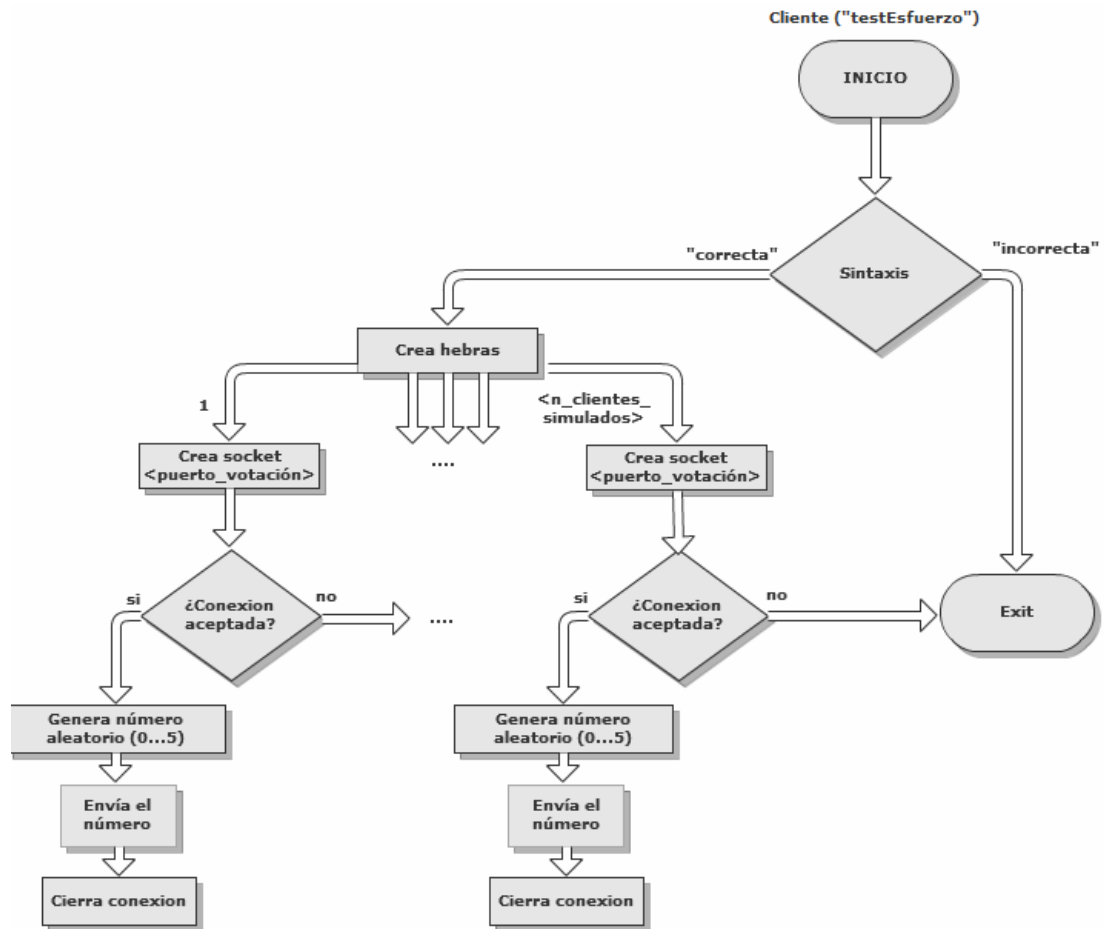 Cliente ("testEsfuerzo")
INICIO
Sintaxis
"correcta"
"incorrecta"
Crea hebras
1
<n_clientes_
simulados>
....
Crea socket
<puerto_votación>
Crea socket
<puerto_votación>
¿Conexion
aceptada?
si
no
....
¿Conexion
aceptada?
si
no
Exit
Genera número
aleatorio (0...5)
Genera número
aleatorio (0...5)
Envía el
número
Envía el
número
Cierra conexion
Cierra conexion